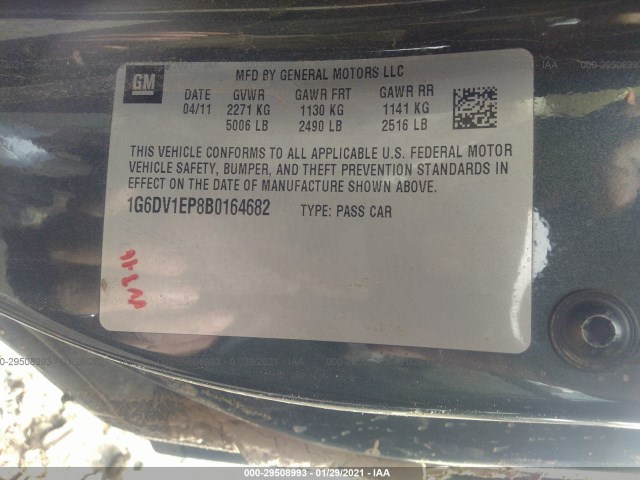 GM
MFD BY GENERAL MOTORS LLC
DATE GVWR GAWR FRT GAWR RR
04/11 2271 KG 1130 KG 1141 KG
5006 LB 2490 LB 2516 LB
THIS VEHICLE CONFORMS TO ALL APPLICABLE U.S. FEDERAL MOTOR
VEHICLE SAFETY, BUMPER, AND THEFT PREVENTION STANDARDS IN
EFFECT ON THE DATE OF MANUFACTURE SHOWN ABOVE.
1G6DV1EP8B0164682 TYPE: PASS CAR
000-29508993 - 01/29/2021 - IAA